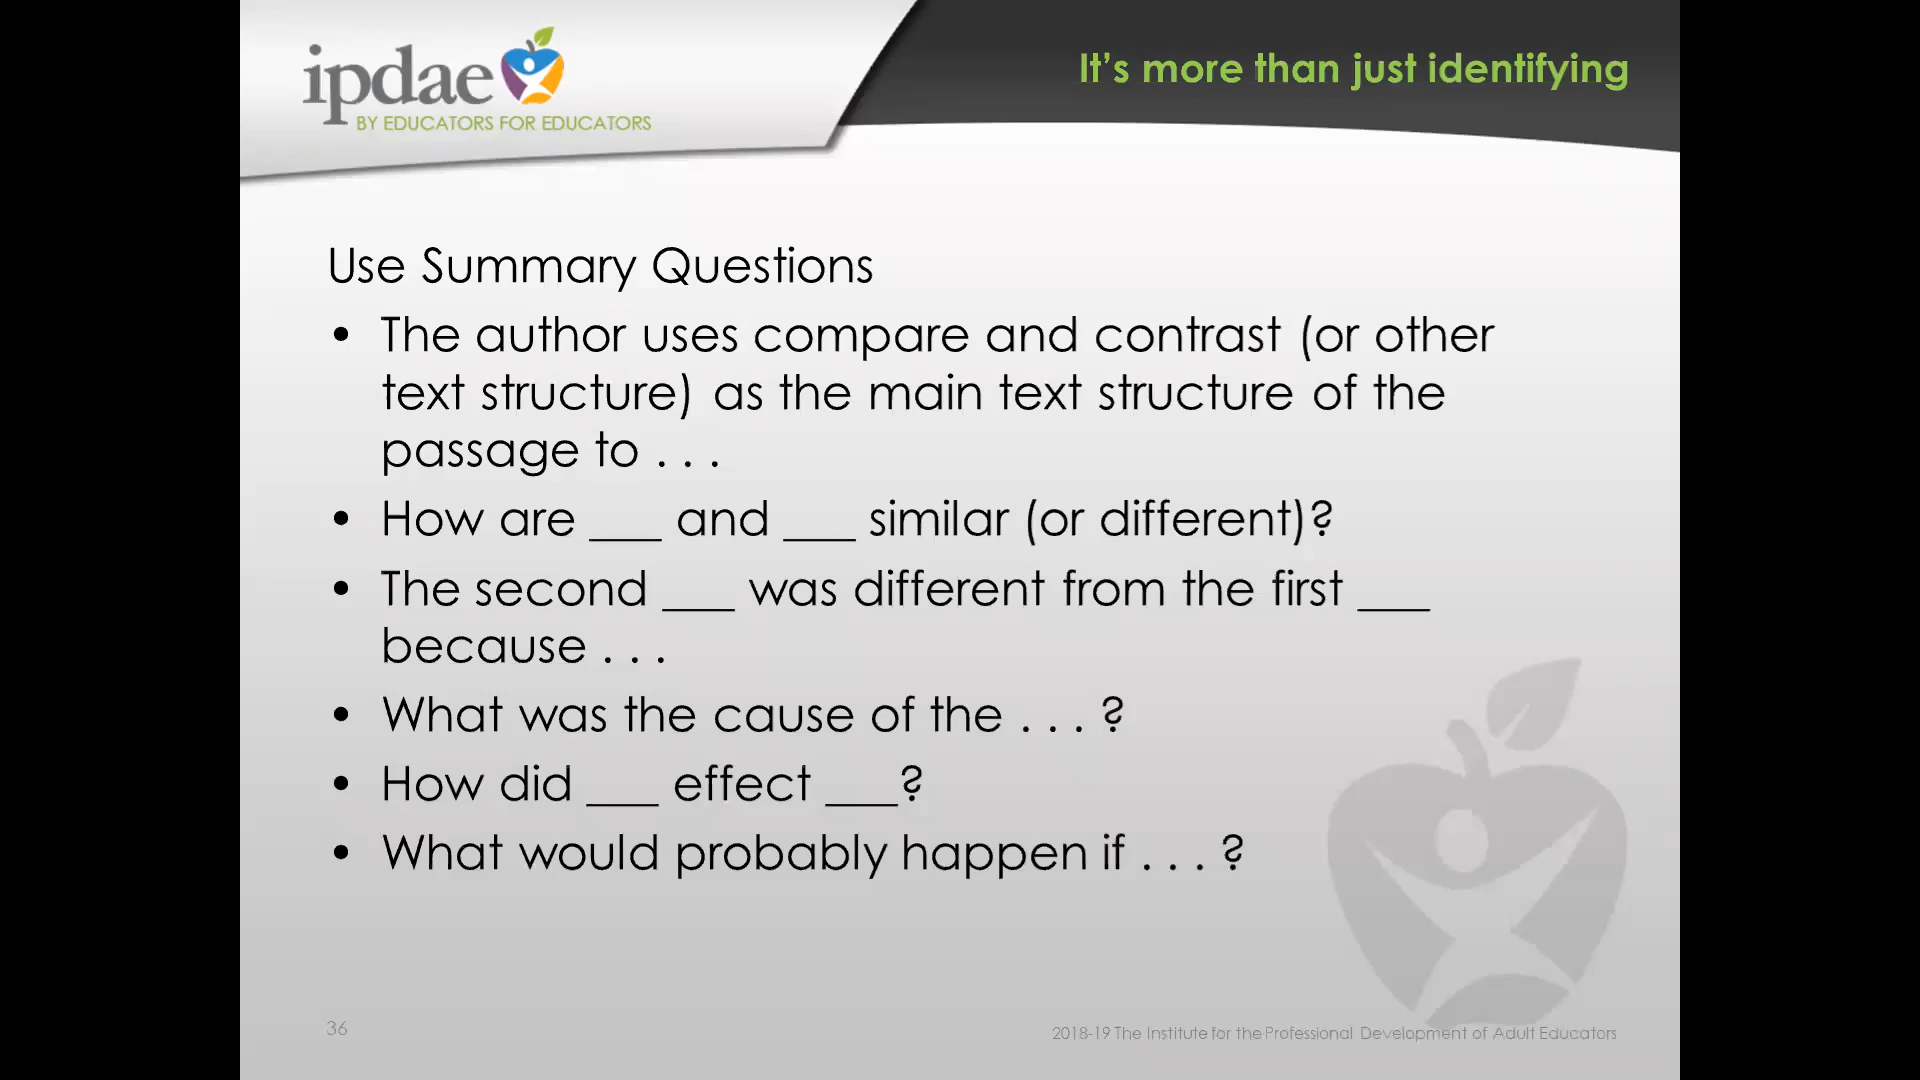 ipdae
BY EDUCATORS FOR EDUCATORS
It’s more than just identifying
Use Summary Questions
• The author uses compare and contrast (or other
text structure) as the main text structure of the
passage to . . .
• How are ___ and ___ similar (or different)?
• The second ___ was different from the first ___
because . . .
• What was the cause of the . . . ?
• How did ___ effect ___?
• What would probably happen if . . . ?
36
2018-19 The Institute for the Professional Development of Adult Educators